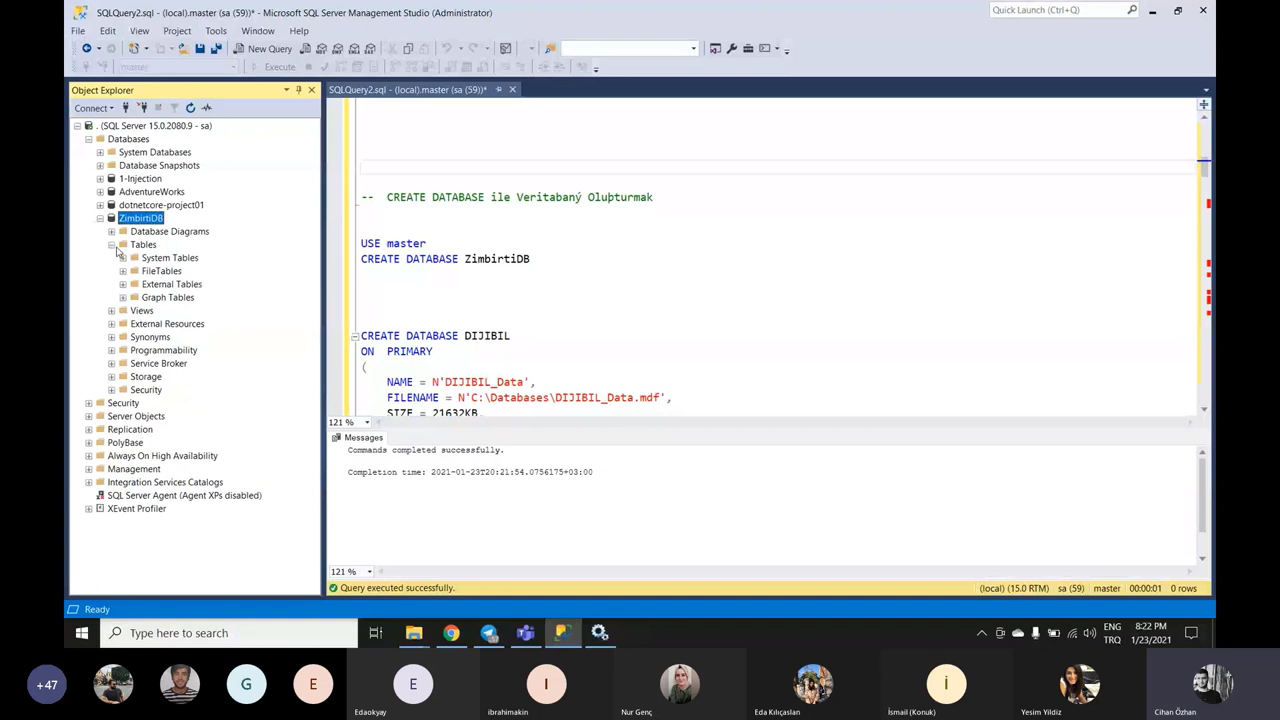 SQLQuery2.sql - (local).master (sa (59))* - Microsoft SQL Server Management Studio (Administrator)
Quick Launch (Ctrl+Q)
File Edit View Project Tools Window Help
New Query
master
Execute
Object Explorer
SQLQuery2.sql - (local).master (sa (59))*
Connect
. (SQL Server 15.0.2080.9 - sa)
Databases
System Databases
Database Snapshots
1-Injection
AdventureWorks
dotnetcore-project01
ZimbirtiDB
Database Diagrams
Tables
System Tables
FileTables
External Tables
Graph Tables
Views
External Resources
Synonyms
Programmability
Service Broker
Storage
Security
Security
Server Objects
Replication
PolyBase
Always On High Availability
Management
Integration Services Catalogs
SQL Server Agent (Agent XPs disabled)
XEvent Profiler
-- CREATE DATABASE ile Veritabaný Oluþturmak
USE master
CREATE DATABASE ZimbirtiDB
CREATE DATABASE DIJIBIL
ON PRIMARY
(
NAME = N'DIJIBIL_Data',
FILENAME = N'C:\Databases\DIJIBIL_Data.mdf',
SIZE = 21632KB,
121 %
Messages
Commands completed successfully.
Completion time: 2021-01-23T20:21:54.0756175+03:00
121 %
Query executed successfully.
(local) (15.0 RTM) sa (59) master 00:00:01 0 rows
Ready
Type here to search
ENG
TRQ
8:22 PM
1/23/2021
+47
G
E
E
I
İ
Edaokyay
ibrahimakin
Nur Genç
Eda Kılıçaslan
İsmail (Konuk)
Yesim Yildiz
Cihan Özhan